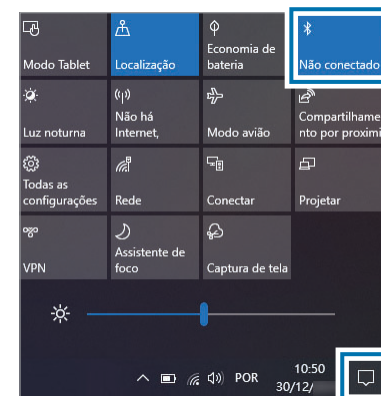 Modo Tablet
Localização
Economia de
bateria
Não conectado
Luz noturna
Não há
Internet,
Modo avião
Compartilhame
nto por proximi
Todas as
configurações
Rede
Conectar
Projetar
VPN
Assistente de
foco
Captura de tela
POR
10:50
30/12/